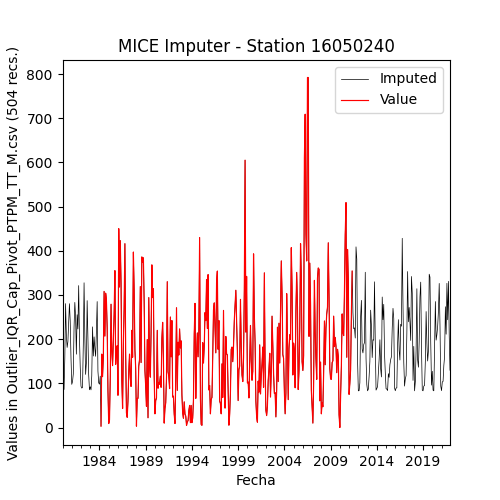 MICE Imputer - Station 16050240
Values in Outlier_IQR_Cap_Pivot_PTPM_TT_M.csv (504 recs.)
800
700
600
500
400
300
200
100
0
Imputed
Value
1984 1989 1994 1999 2004 2009 2014 2019
Fecha